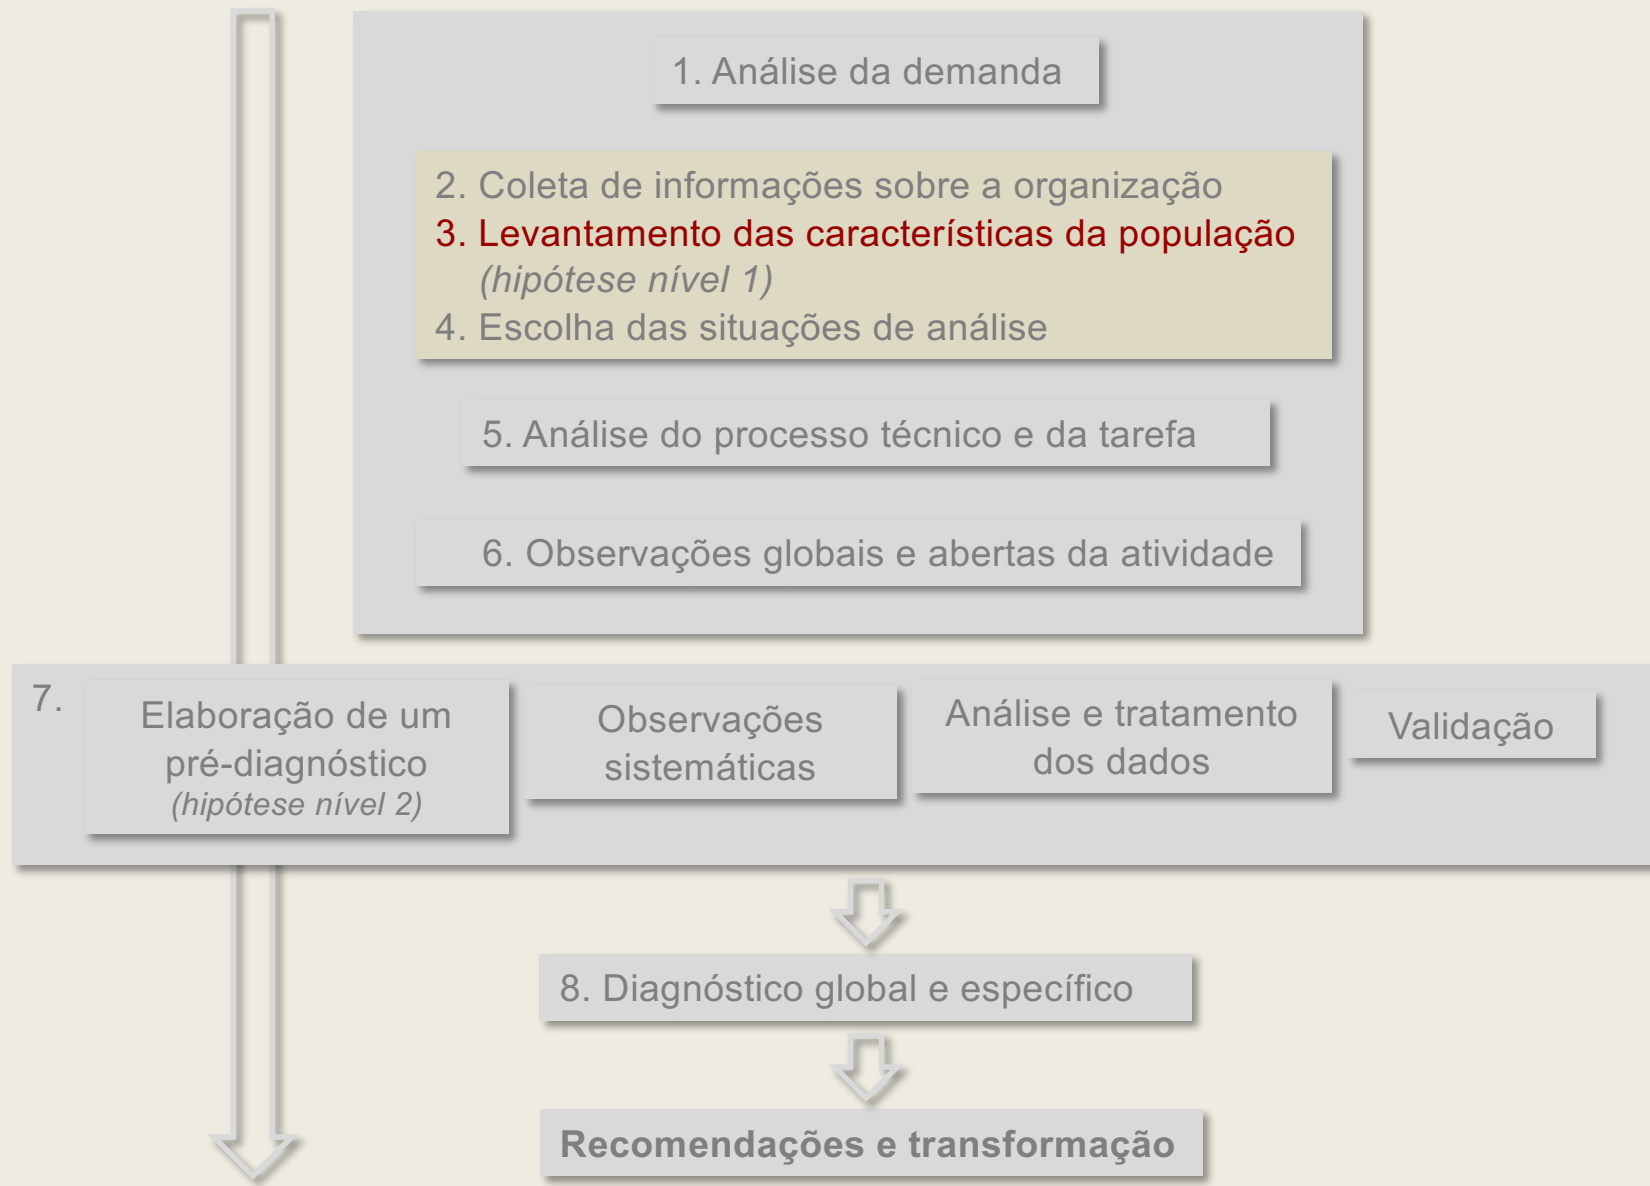 1. Análise da demanda
2. Coleta de informações sobre a organização
3. Levantamento das características da população
(hipótese nível 1)
4. Escolha das situações de análise
5. Análise do processo técnico e da tarefa
6. Observações globais e abertas da atividade
7.
Elaboração de um
pré-diagnóstico
(hipótese nível 2)
Observações
sistemáticas
Análise e tratamento
dos dados
Validação
8. Diagnóstico global e específico
Recomendações e transformação